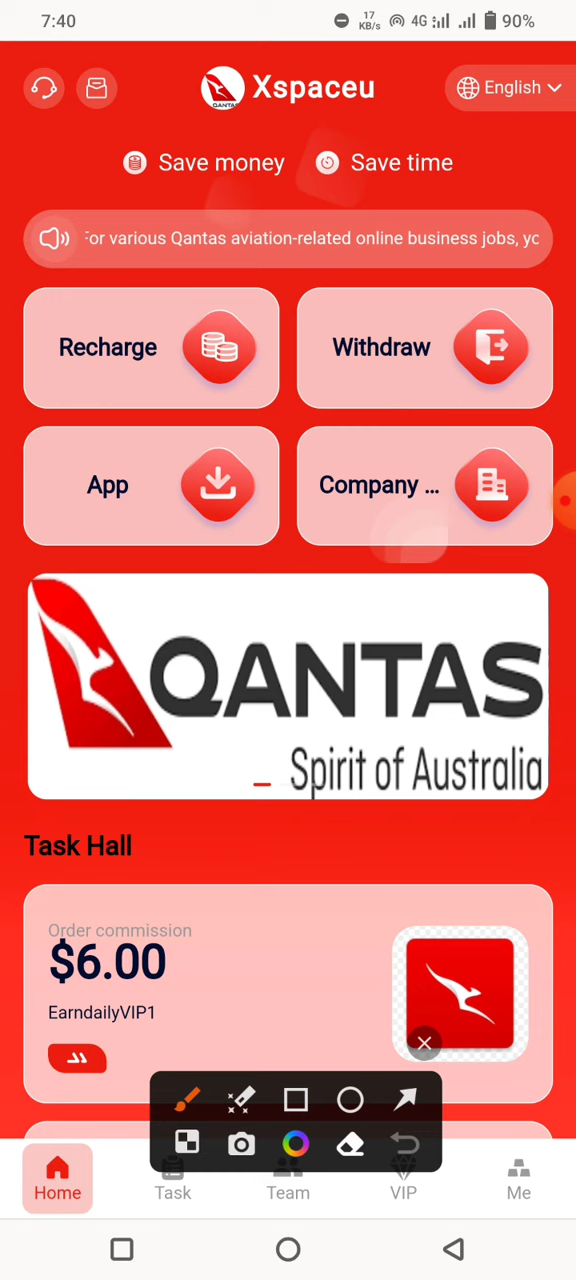 7:40
17
KB/s
4G
90%
QANTAS
Xspaceu
English
Save money
Save time
For various Qantas aviation-related online business jobs, yo
Recharge
Withdraw
App
Company ...
QANTAS
Spirit of Australia
Task Hall
Order commission
$6.00
EarndailyVIP1
Home
Task
Team
VIP
Me